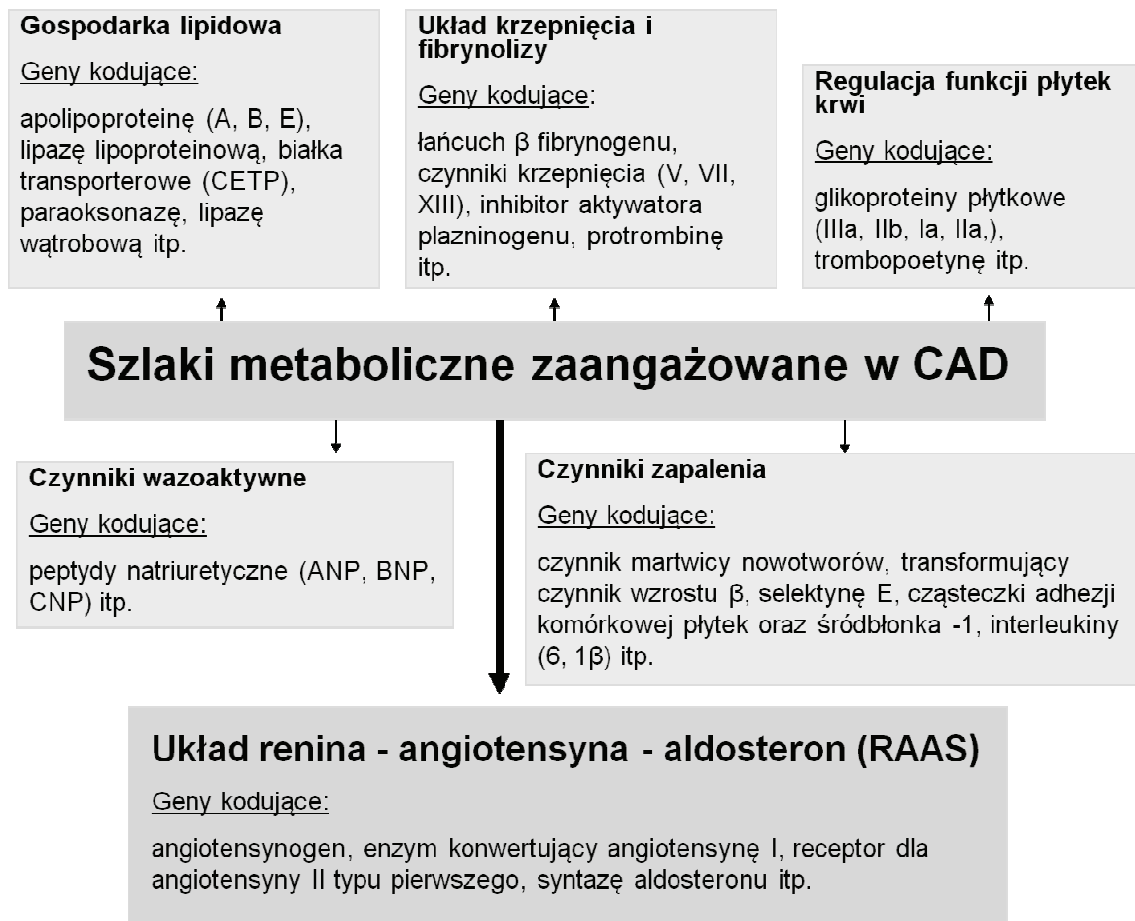 Gospodarka lipidowa
Geny kodujące:
apolipoproteinę (A, B, E),
lipazę lipoproteinową, białka
transporterowe (CETP),
paraoksonazę, lipazę
wątrobową itp.
Układ krzepnięcia i
fibrynolizy
Geny kodujące:
łańcuch β fibrynogenu,
czynniki krzepnięcia (V, VII,
XIII), inhibitor aktywatora
plazninogenu, protrombinę
itp.
Regulacja funkcji płytek
krwi
Geny kodujące:
glikoproteiny płytkowe
(IIIa, IIb, Ia, IIa,),
trombopoetynę itp.
Szlaki metaboliczne zaangażowane w CAD
Czynniki wazoaktywne
Geny kodujące:
peptydy natriuretyczne (ANP, BNP,
CNP) itp.
Czynniki zapalenia
Geny kodujące:
czynnik martwicy nowotworów, transformujący
czynnik wzrostu β, selektynę E, cząsteczki adhezji
komórkowej płytek oraz śródbłonka -1, interleukiny
(6, 1β) itp.
Układ renina - angiotensyna - aldosteron (RAAS)
Geny kodujące:
angiotensynogen, enzym konwertujący angiotensynę I, receptor dla
angiotensyny II typu pierwszego, syntazę aldosteronu itp.